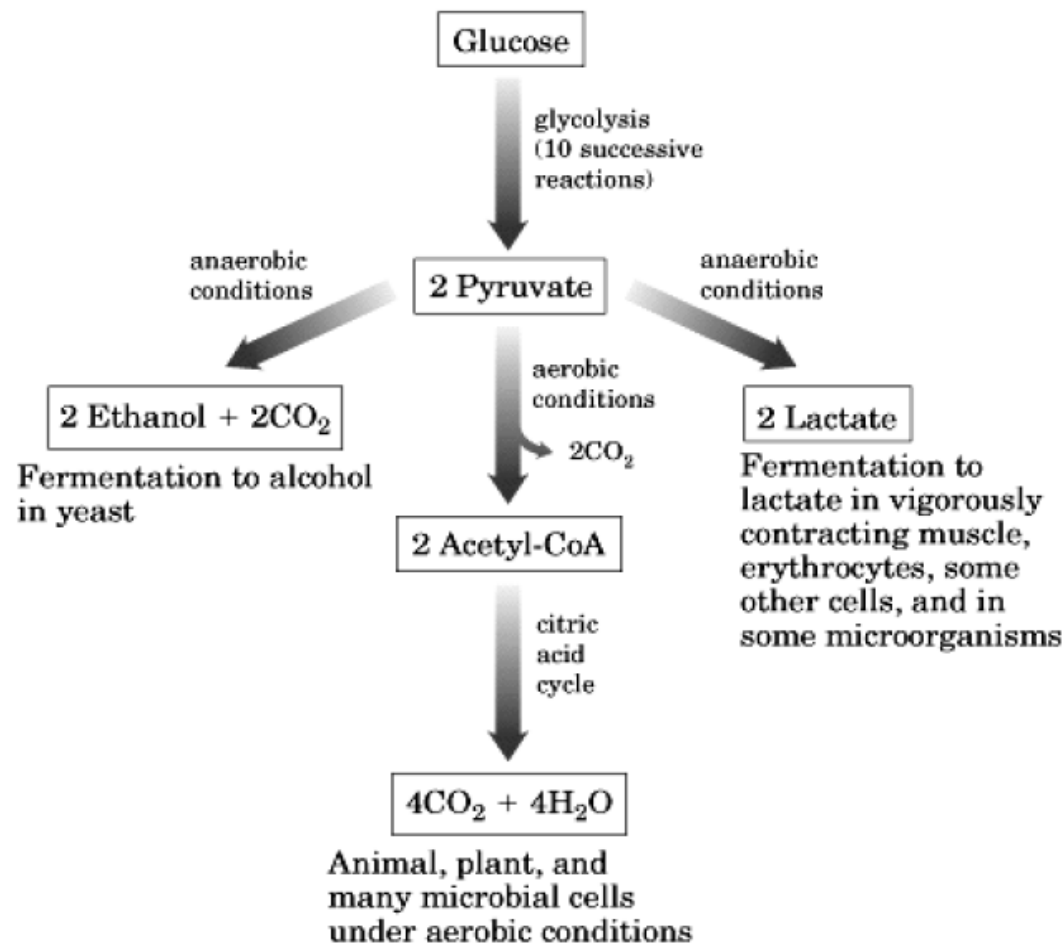 Glucose
glycolysis
(10 successive
reactions)
anaerobic
conditions
2 Pyruvate
anaerobic
conditions
2 Ethanol + 2CO₂
Fermentation to alcohol
in yeast
aerobic
conditions
2CO₂
2 Lactate
Fermentation to
lactate in vigorously
contracting muscle,
erythrocytes, some
other cells, and in
some microorganisms
2 Acetyl-CoA
citric
acid
cycle
4CO₂ + 4H₂O
Animal, plant, and
many microbial cells
under aerobic conditions